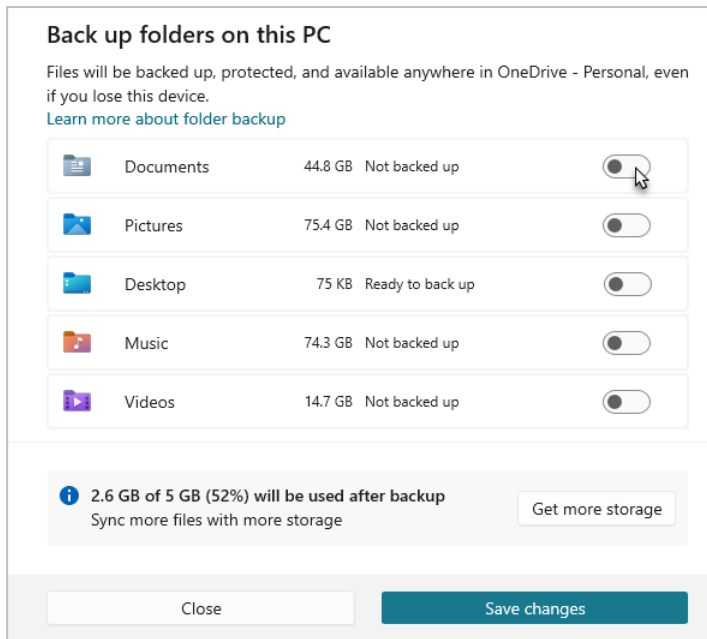 Back up folders on this PC
Files will be backed up, protected, and available anywhere in OneDrive - Personal, even
if you lose this device.
Learn more about folder backup
Documents 44.8 GB Not backed up
Pictures 75.4 GB Not backed up
Desktop 75 KB Ready to back up
Music 74.3 GB Not backed up
Videos 14.7 GB Not backed up
2.6 GB of 5 GB (52%) will be used after backup
Sync more files with more storage
Get more storage
Close Save changes